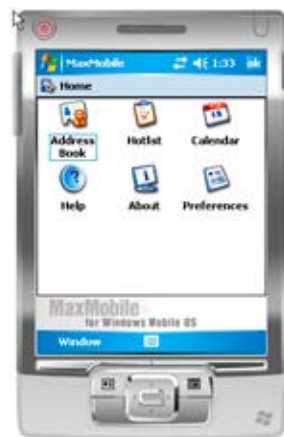 MaxMobile 1:33 ok
Home
Address Book Hotlist Calendar
Help About Preferences
MaxMobile
for Windows Mobile OS
Window